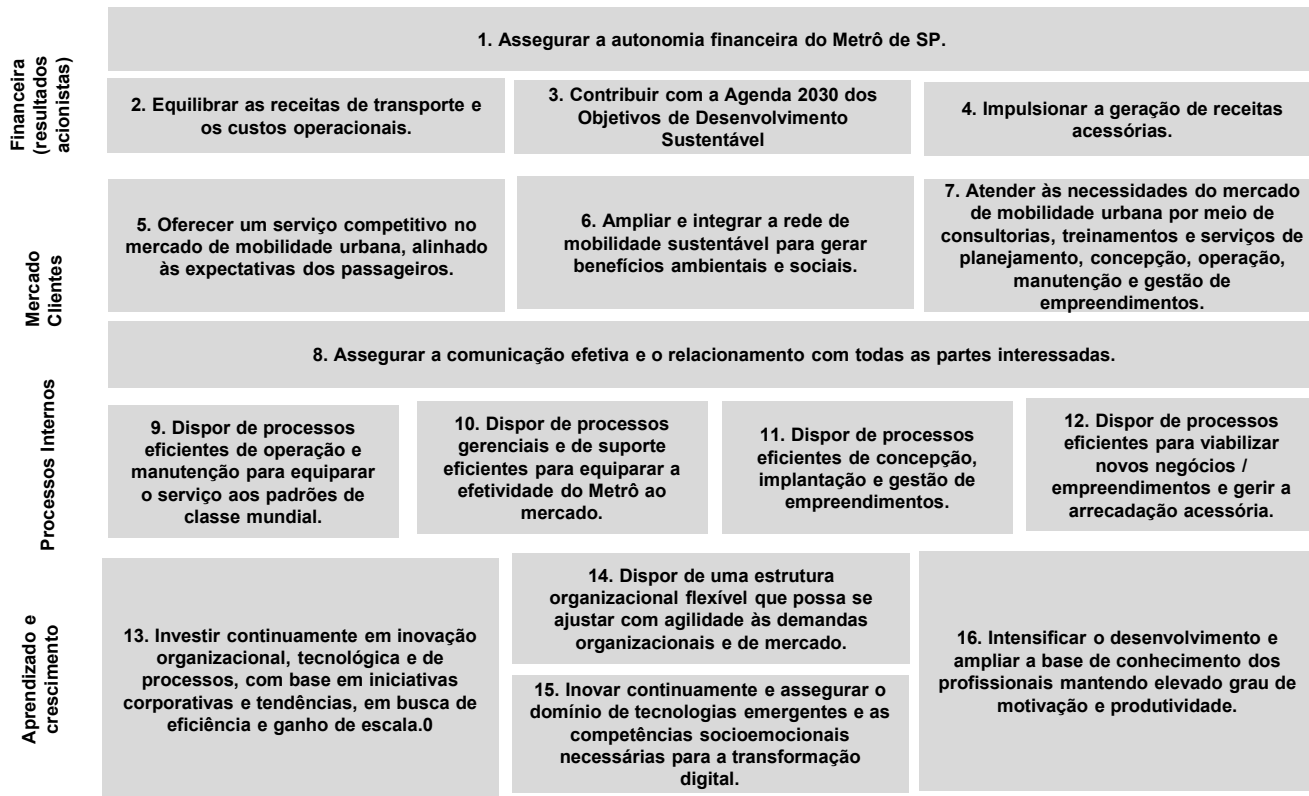 Financeira
(resultados
acionistas)
1. Assegurar a autonomia financeira do Metrô de SP.
2. Equilibrar as receitas de transporte e
os custos operacionais.
3. Contribuir com a Agenda 2030 dos
Objetivos de Desenvolvimento
Sustentável
4. Impulsionar a geração de receitas
acessórias.
Mercado
Clientes
5. Oferecer um serviço competitivo no
mercado de mobilidade urbana, alinhado
às expectativas dos passageiros.
6. Ampliar e integrar a rede de
mobilidade sustentável para gerar
benefícios ambientais e sociais.
7. Atender às necessidades do mercado
de mobilidade urbana por meio de
consultorias, treinamentos e serviços de
planejamento, concepção, operação,
manutenção e gestão de
empreendimentos.
Processos Internos
8. Assegurar a comunicação efetiva e o relacionamento com todas as partes interessadas.
9. Dispor de processos
eficientes de operação e
manutenção para equiparar
o serviço aos padrões de
classe mundial.
10. Dispor de processos
gerenciais e de suporte
eficientes para equiparar a
efetividade do Metrô ao
mercado.
11. Dispor de processos
eficientes de concepção,
implantação e gestão de
empreendimentos.
12. Dispor de processos
eficientes para viabilizar
novos negócios /
empreendimentos e gerir a
arrecadação acessória.
Aprendizado e
crescimento
13. Investir continuamente em inovação
organizacional, tecnológica e de
processos, com base em iniciativas
corporativas e tendências, em busca de
eficiência e ganho de escala.0
14. Dispor de uma estrutura
organizacional flexível que possa se
ajustar com agilidade às demandas
organizacionais e de mercado.
15. Inovar continuamente e assegurar o
domínio de tecnologias emergentes e as
competências socioemocionais
necessárias para a transformação
digital.
16. Intensificar o desenvolvimento e
ampliar a base de conhecimento dos
profissionais mantendo elevado grau de
motivação e produtividade.